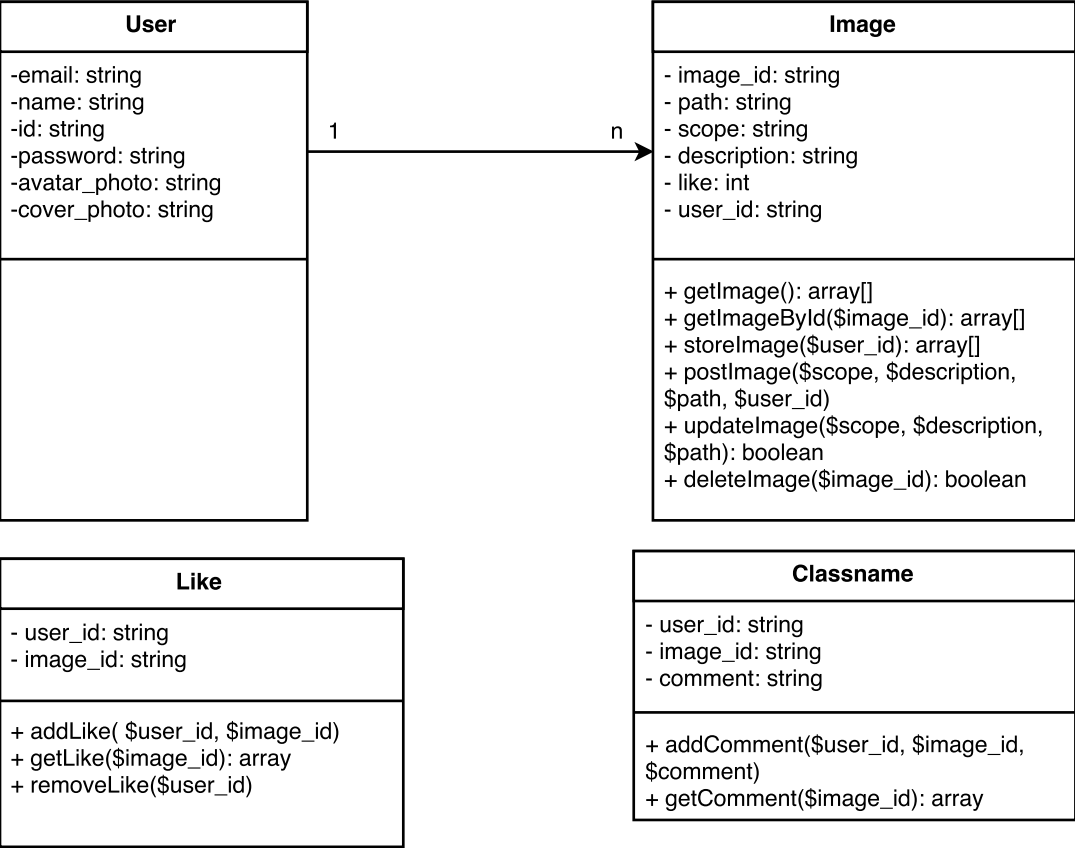 User
-email: string
-name: string
-id: string
-password: string
-avatar_photo: string
-cover_photo: string
1
n
Image
- image_id: string
- path: string
- scope: string
- description: string
- like: int
- user_id: string
+ getImage(): array[]
+ getImageById($image_id): array[]
+ storeImage($user_id): array[]
+ postImage($scope, $description,
$path, $user_id)
+ updateImage($scope, $description,
$path): boolean
+ deleteImage($image_id): boolean
Like
- user_id: string
- image_id: string
+ addLike( $user_id, $image_id)
+ getLike($image_id): array
+ removeLike($user_id)
Classname
- user_id: string
- image_id: string
- comment: string
+ addComment($user_id, $image_id,
$comment)
+ getComment($image_id): array